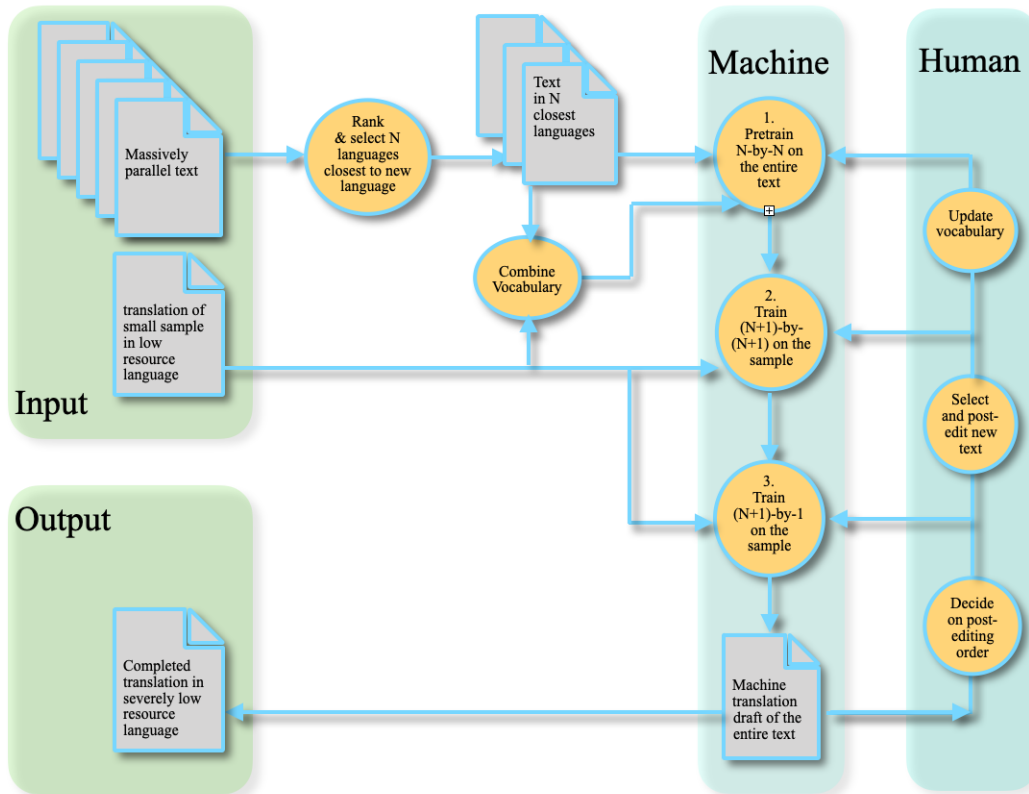 Massively
parallel text
translation of
small sample
in low
resource
language
Input
Rank
& select N
languages
closest to new
language
Text
in N
closest
languages
Combine
Vocabulary
Machine
1.
Pretrain
N-by-N on
the entire
text
2.
Train
(N+1)-by-
(N+1) on the
sample
3.
Train
(N+1)-by-1
on the
sample
Machine
translation
draft of the
entire text
Human
Update
vocabulary
Select
and post-
edit new
text
Decide
on post-
editing
order
Output
Completed
translation in
severely low
resource
language